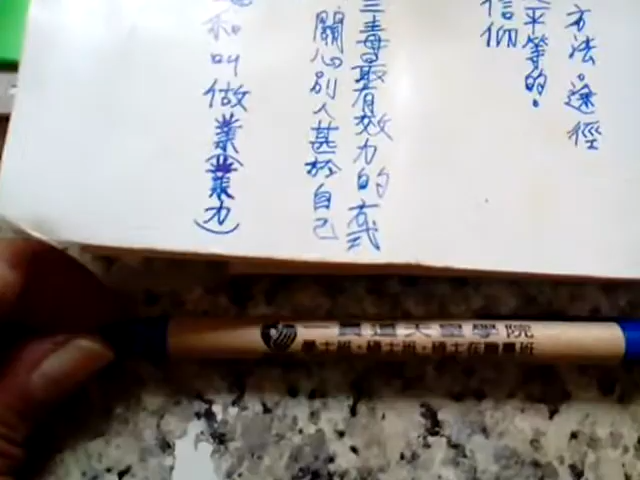 方法。途徑
平等的。
信仰
三毒最有效力的方式
關心別人甚於自己
和叫做業(業力)
一貫道天皇學院
學士班·碩士班·碩士在職專班